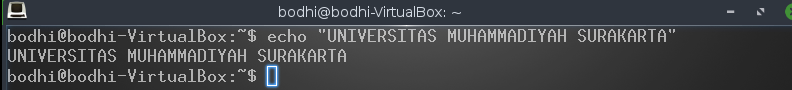 bodhi@bodhi-VirtualBox: ~
bodhi@bodhi-VirtualBox:~$ echo "UNIVERSITAS MUHAMMADIYAH SURAKARTA"
UNIVERSITAS MUHAMMADIYAH SURAKARTA
bodhi@bodhi-VirtualBox:~$